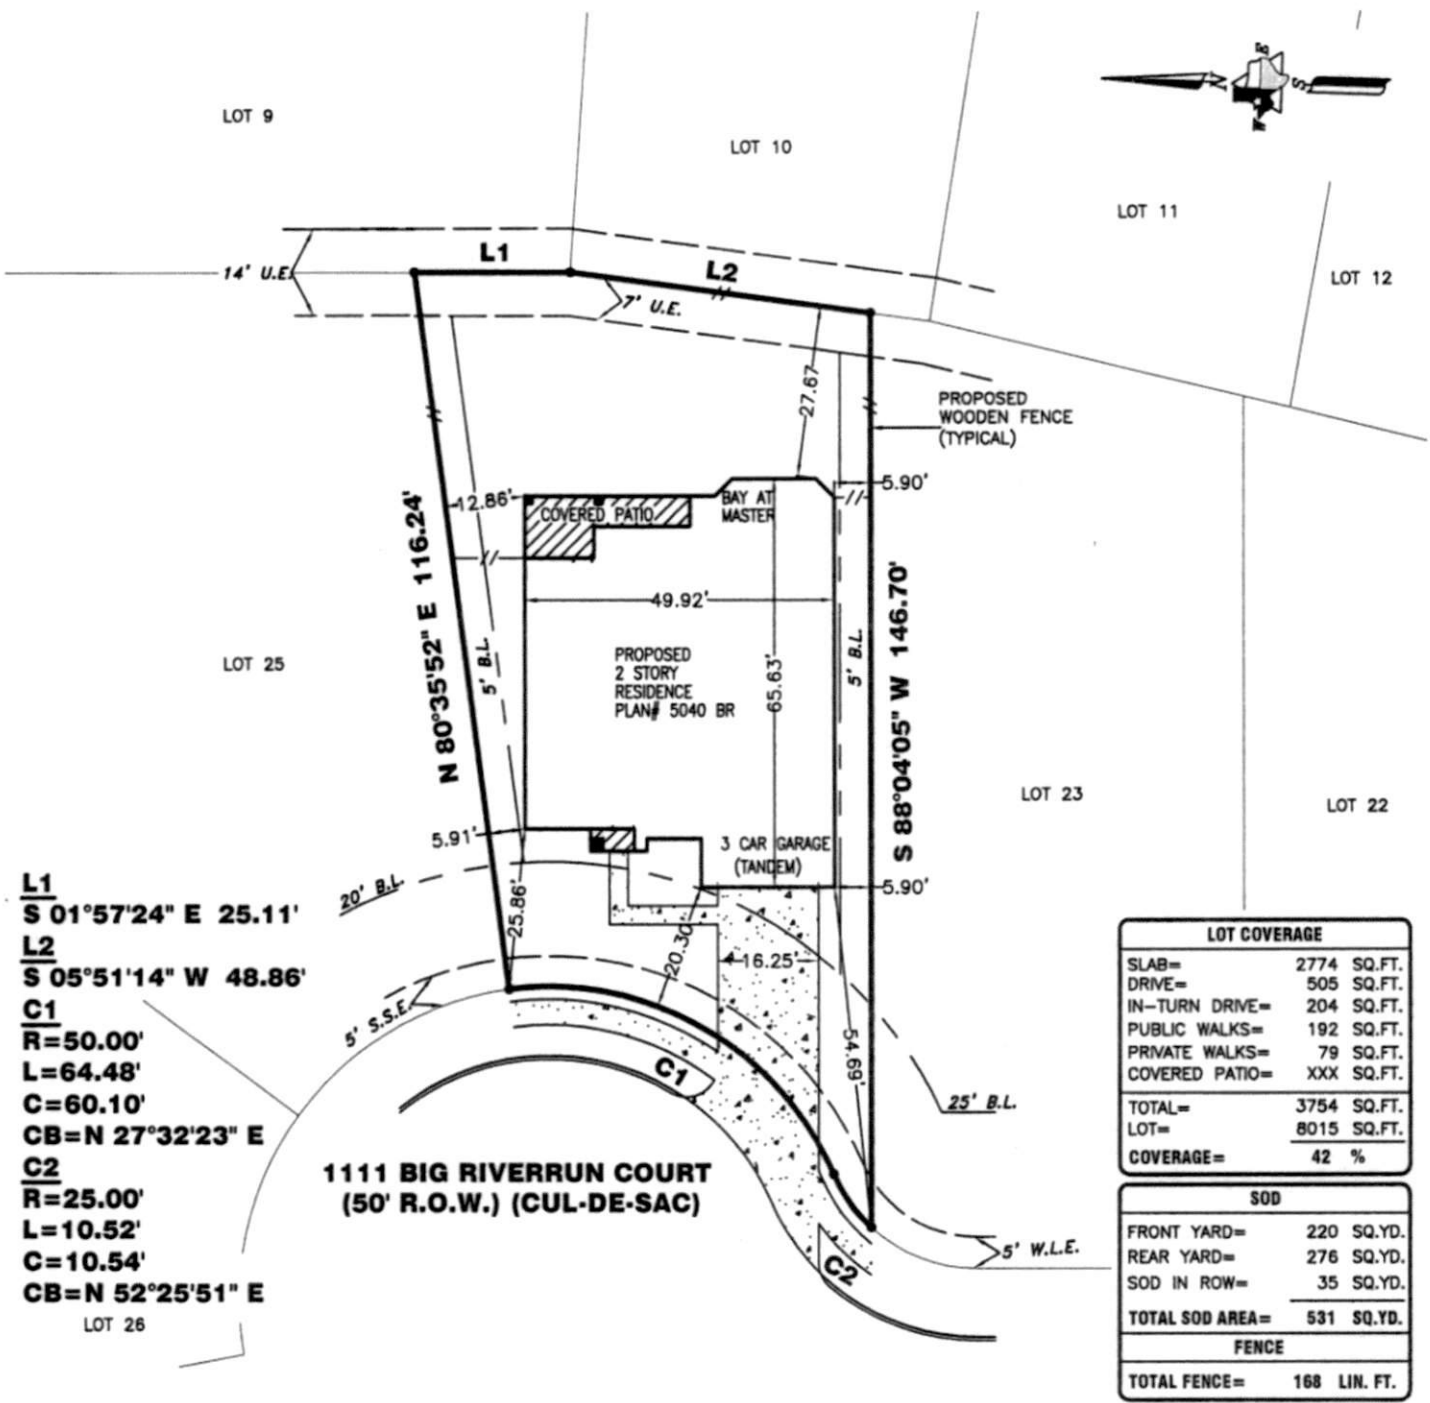 E
N
S
W
LOT 9
LOT 10
LOT 11
LOT 12
L1
L2
14' U.E.
7' U.E.
27.67
PROPOSED
WOODEN FENCE
(TYPICAL)
5.90'
12.86'
COVERED PATIO
BAY AT
MASTER
N 80°35'52" E 116.24'
49.92'
S 88°04'05" W 146.70'
5' B.L.
5' B.L.
65.63'
PROPOSED
2 STORY
RESIDENCE
PLAN# 5040 BR
LOT 25
LOT 23
LOT 22
5.91'
3 CAR GARAGE
(TANDEM)
5.90'
20' B.L.
25.86'
20.30'
16.25'
54.69'
5' S.S.E.
25' B.L.
C1
1111 BIG RIVERRUN COURT
(50' R.O.W.) (CUL-DE-SAC)
C2
5' W.L.E.
L1
S 01°57'24" E 25.11'
L2
S 05°51'14" W 48.86'
C1
R=50.00'
L=64.48'
C=60.10'
CB=N 27°32'23" E
C2
R=25.00'
L=10.52'
C=10.54'
CB=N 52°25'51" E
LOT 26
LOT COVERAGE
SLAB= 2774 SQ.FT.
DRIVE= 505 SQ.FT.
IN-TURN DRIVE= 204 SQ.FT.
PUBLIC WALKS= 192 SQ.FT.
PRIVATE WALKS= 79 SQ.FT.
COVERED PATIO= XXX SQ.FT.
TOTAL= 3754 SQ.FT.
LOT= 8015 SQ.FT.
COVERAGE= 42 %
SOD
FRONT YARD= 220 SQ.YD.
REAR YARD= 276 SQ.YD.
SOD IN ROW= 35 SQ.YD.
TOTAL SOD AREA= 531 SQ.YD.
FENCE
TOTAL FENCE= 168 LIN. FT.